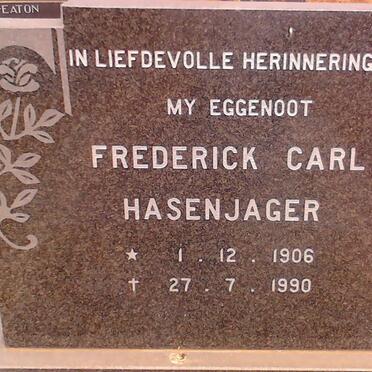 EATON
IN LIEFDEVOLLE HERINNERING
MY EGGENOOT
FREDERICK CARL
HASENJAGER
★ 1 . 12 . 1906
† 27 . 7 . 1990